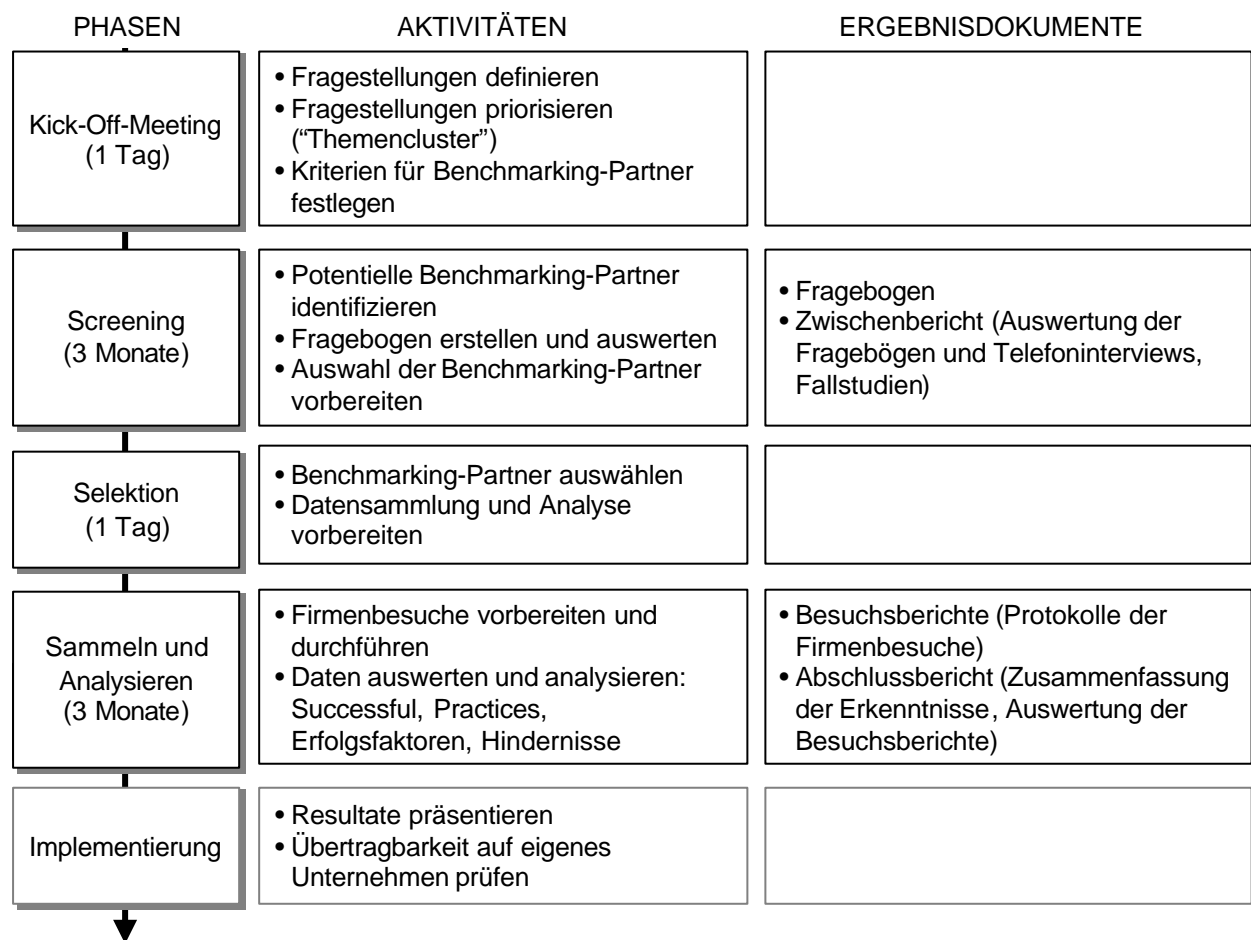 PHASEN
AKTIVITÄTEN
ERGEBNISDOKUMENTE
Kick-Off-Meeting
(1 Tag)
• Fragestellungen definieren
• Fragestellungen priorisieren
(“Themencluster”)
• Kriterien für Benchmarking-Partner
festlegen
Screening
(3 Monate)
• Potentielle Benchmarking-Partner
identifizieren
• Fragebogen erstellen und auswerten
• Auswahl der Benchmarking-Partner
vorbereiten
• Fragebogen
• Zwischenbericht (Auswertung der
Fragebögen und Telefoninterviews,
Fallstudien)
Selektion
(1 Tag)
• Benchmarking-Partner auswählen
• Datensammlung und Analyse
vorbereiten
Sammeln und
Analysieren
(3 Monate)
• Firmenbesuche vorbereiten und
durchführen
• Daten auswerten und analysieren:
Successful, Practices,
Erfolgsfaktoren, Hindernisse
• Besuchsberichte (Protokolle der
Firmenbesuche)
• Abschlussbericht (Zusammenfassung
der Erkenntnisse, Auswertung der
Besuchsberichte)
Implementierung
• Resultate präsentieren
• Übertragbarkeit auf eigenes
Unternehmen prüfen